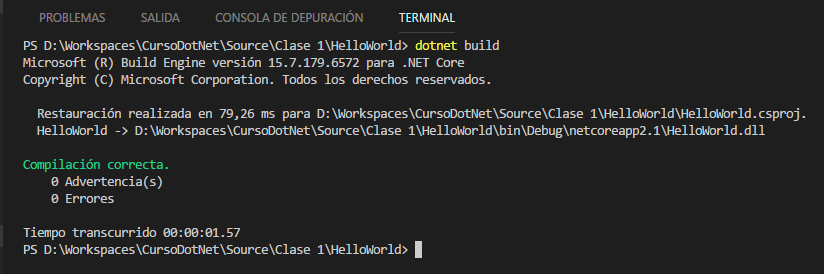 PROBLEMAS SALIDA CONSOLA DE DEPURACIÓN TERMINAL
PS D:\Workspaces\CursoDotNet\Source\Clase 1\HelloWorld> dotnet build
Microsoft (R) Build Engine versión 15.7.179.6572 para .NET Core
Copyright (C) Microsoft Corporation. Todos los derechos reservados.
Restauración realizada en 79,26 ms para D:\Workspaces\CursoDotNet\Source\Clase 1\HelloWorld\HelloWorld.csproj.
HelloWorld -> D:\Workspaces\CursoDotNet\Source\Clase 1\HelloWorld\bin\Debug\netcoreapp2.1\HelloWorld.dll
Compilación correcta.
0 Advertencia(s)
0 Errores
Tiempo transcurrido 00:00:01.57
PS D:\Workspaces\CursoDotNet\Source\Clase 1\HelloWorld>